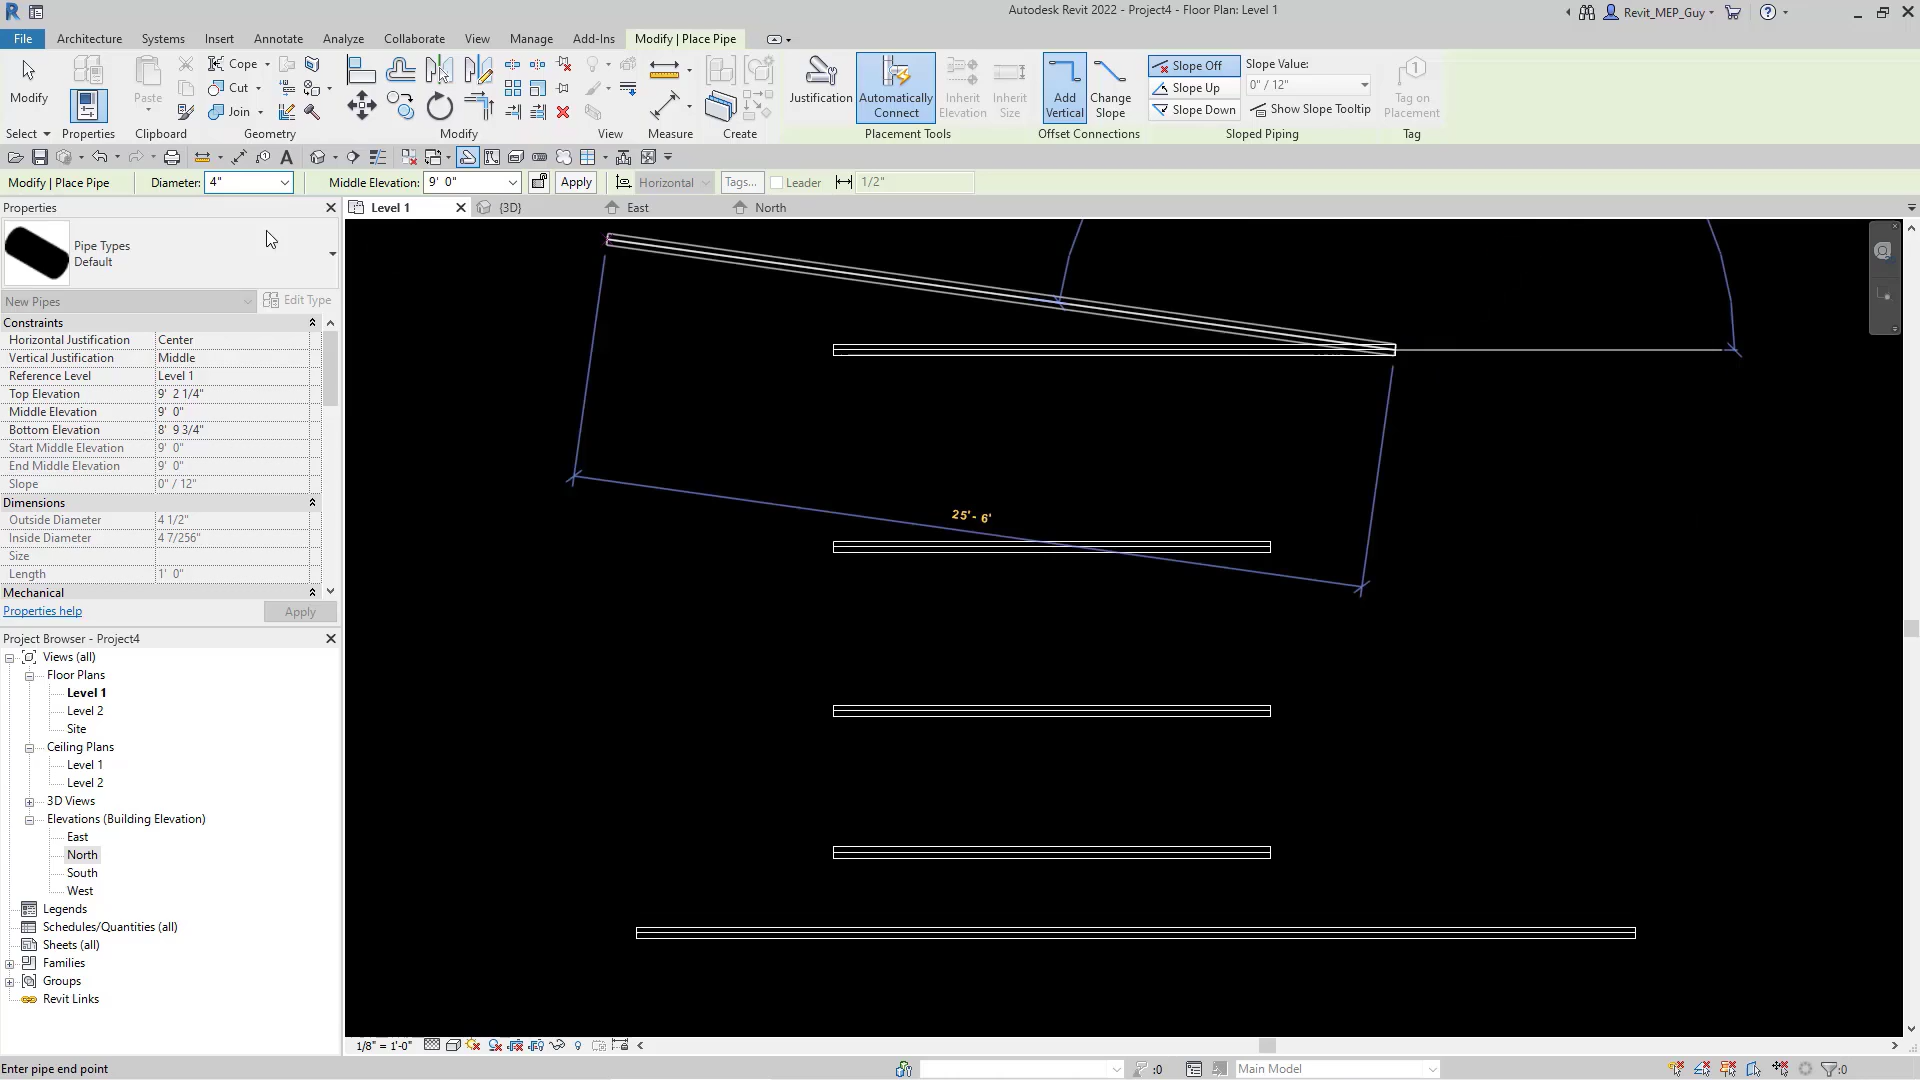 Autodesk Revit 2022 - Project4 - Floor Plan: Level 1
Revit_MEP_Guy
File Architecture Systems Insert Annotate Analyze Collaborate View Manage Add-Ins Modify | Place Pipe
Modify
Paste
Cope
Cut
Join
Justification
Automatically Connect
Inherit Elevation
Inherit Size
Add Vertical
Change Slope
Slope Off
Slope Up
Slope Down
Slope Value:
0" / 12"
Show Slope Tooltip
Tag on Placement
Select Properties Clipboard Geometry Modify View Measure Create Placement Tools Offset Connections Sloped Piping Tag
Modify | Place Pipe Diameter: 4" Middle Elevation: 9' 0" Apply Horizontal Tags... Leader 1/2"
Properties
Level 1 {3D} East North
Pipe Types
Default
New Pipes Edit Type
Constraints
Horizontal Justification Center
Vertical Justification Middle
Reference Level Level 1
Top Elevation 9' 2 1/4"
Middle Elevation 9' 0"
Bottom Elevation 8' 9 3/4"
Start Middle Elevation 9' 0"
End Middle Elevation 9' 0"
Slope 0" / 12"
Dimensions
Outside Diameter 4 1/2"
Inside Diameter 4 7/256"
Size
Length 1' 0"
Mechanical
Properties help Apply
25'- 6'
Project Browser - Project4
Views (all)
Floor Plans
Level 1
Level 2
Site
Ceiling Plans
Level 1
Level 2
3D Views
Elevations (Building Elevation)
East
North
South
West
Legends
Schedules/Quantities (all)
Sheets (all)
Families
Groups
Revit Links
1/8" = 1'-0"
Enter pipe end point
:0
Main Model
:0